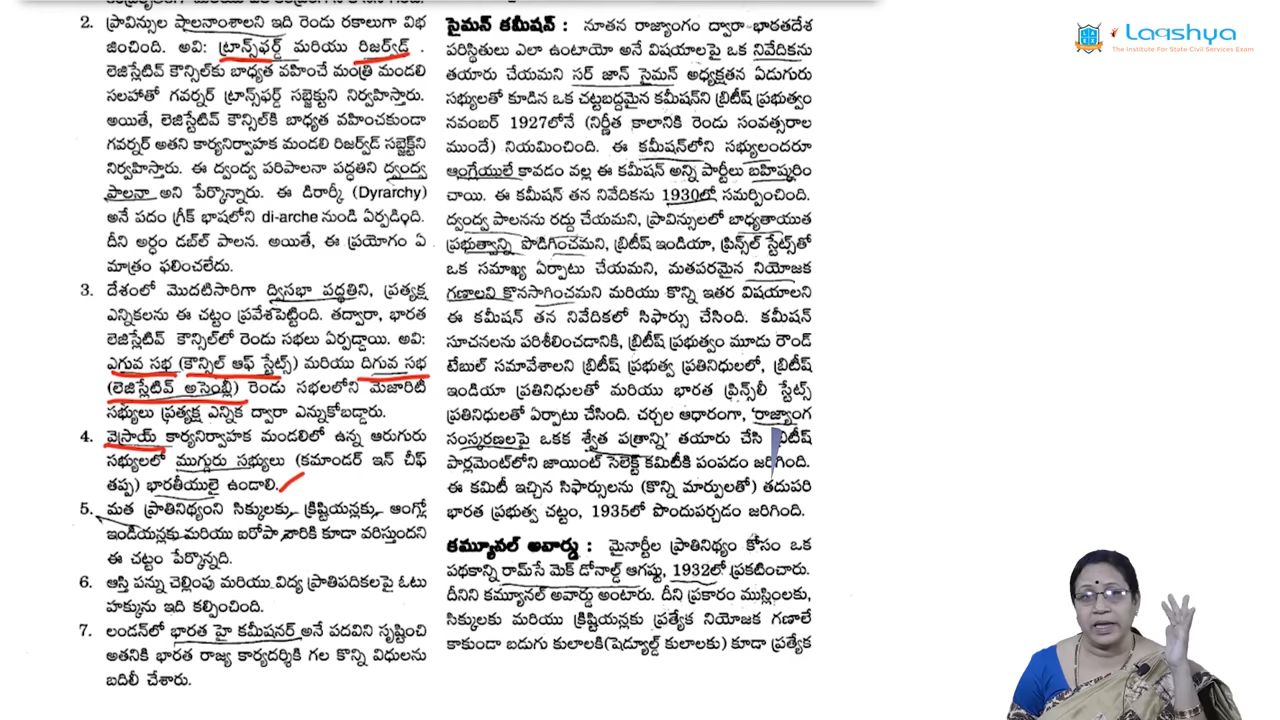 2. ప్రావిన్సుల పాలనాంశాలని ఇది రెండు రకాలుగా విభ
జించింది. అవి: ట్రాన్స్‌ఫర్డ్ మరియు రిజర్వ్‌డ్ .
లెజిస్లేటివ్ కౌన్సిల్‌కు బాధ్యత వహించే మంత్రి మండలి
సలహాతో గవర్నర్ ట్రాన్స్‌ఫర్డ్ సబ్జెక్టుని నిర్వహిస్తారు.
అయితే, లెజిస్లేటివ్ కౌన్సిల్‌కి బాధ్యత వహించకుండా
గవర్నర్ అతని కార్యనిర్వాహక మండలి రిజర్వ్‌డ్ సబ్జెక్ట్‌ని
నిర్వహిస్తారు. ఈ ద్వంద్వ పరిపాలనా పద్ధతిని ద్వంద్వ
పాలనా అని పేర్కొన్నారు. ఈ డిరార్కీ (Dyrarchy)
అనే పదం గ్రీక్ భాషలోని di-arche నుండి ఏర్పడింది.
దీని అర్థం డబ్‌ల్ పాలన. అయితే, ఈ ప్రయోగం ఏ
మాత్రం ఫలించలేదు.
3. దేశంలో మొదటిసారిగా ద్విసభా పద్ధతిని, ప్రత్యక్ష
ఎన్నికలను ఈ చట్టం ప్రవేశపెట్టింది. తద్వారా, భారత
లెజిస్లేటివ్ కౌన్సిల్‌లో రెండు సభలు ఏర్పడ్డాయి. అవి:
ఎగువ సభ (కౌన్సిల్ ఆఫ్ స్టేట్స్) మరియు దిగువ సభ
(లెజిస్లేటివ్ అసెంబ్లీ) రెండు సభలలోని మెజారిటీ
సభ్యులు ప్రత్యక్ష ఎన్నిక ద్వారా ఎన్నుకోబడ్డారు.
4. వైస్రాయ్ కార్యనిర్వాహక మండలిలో ఉన్న ఆరుగురు
సభ్యులలో ముగ్గురు సభ్యులు (కమాండర్ ఇన్ చీఫ్
తప్ప) భారతీయులై ఉండాలి.
5. మత ప్రాతినిథ్యంని సిక్కులకు, క్రిష్టియన్లకు, ఆంగ్లో
ఇండియన్లకు మరియు ఐరోపా వారికి కూడా వరిస్తుందని
ఈ చట్టం పేర్కొన్నది.
6. ఆస్తి పన్ను చెల్లింపు మరియు విద్య ప్రాతిపదికలపై ఓటు
హక్కును ఇది కల్పించింది.
7. లండన్‌లో భారత హై కమీషనర్ అనే పదవిని సృష్టించి
అతనికి భారత రాజ్య కార్యదర్శికి గల కొన్ని విధులను
బదిలీ చేశారు.
సైమన్ కమీషన్ : నూతన రాజ్యాంగం ద్వారా భారతదేశ
పరిస్థితులు ఎలా ఉంటాయో అనే విషయాలపై ఒక నివేదికను
తయారు చేయమని సర్ జాన్ సైమన్ అధ్యక్షతన ఏడుగురు
సభ్యులతో కూడిన ఒక చట్టబద్దమైన కమీషన్‌ని బ్రిటీష్ ప్రభుత్వం
నవంబర్ 1927లోనే (నిర్ణీత కాలానికి రెండు సంవత్సరాల
ముందే) నియమించింది. ఈ కమీషన్‌లోని సభ్యులందరూ
ఆంగ్లేయులే కావడం వల్ల ఈ కమీషన్ అన్ని పార్టీలు బహిష్కరిం
చాయి. ఈ కమీషన్ తన నివేదికను 1930లో సమర్పించింది.
ద్వంద్వ పాలనను రద్దు చేయమని, ప్రావిన్సులలో బాధ్యతాయుత
ప్రభుత్వాన్ని పొడిగించమని, బ్రిటీష్ ఇండియా, ప్రిన్స్‌ల్ స్టేట్స్‌తో
ఒక సమాఖ్య ఏర్పాటు చేయమని, మతపరమైన నియోజక
గణాలవి కొనసాగించమని మరియు కొన్ని ఇతర విషయాలని
ఈ కమీషన్ తన నివేదికలో సిఫార్సు చేసింది. కమీషన్
సూచనలను పరిశీలించడానికి, బ్రిటీష్ ప్రభుత్వం మూడు రౌండ్
టేబుల్ సమావేశాలని బ్రిటీష్ ప్రభుత్వ ప్రతినిధులలో, బ్రిటీష్
ఇండియా ప్రతినిధులతో మరియు భారత ప్రిన్స్‌లీ స్టేట్స్
ప్రతినిధులతో ఏర్పాటు చేసింది. చర్చల ఆధారంగా, 'రాజ్యాంగ
సంస్కరణలపై ఒకక శ్వేత పత్రాన్ని' తయారు చేసి బ్రిటీష్
పార్లమెంట్‌లోని జాయింట్ సెలెక్ట్ కమిటీకి పంపడం జరిగింది.
ఈ కమిటీ ఇచ్చిన సిఫార్సులను (కొన్ని మార్పులతో) తదుపరి
భారత ప్రభుత్వ చట్టం, 1935లో పొందుపర్చడం జరిగింది.
కమ్యూనల్ అవార్డు : మైనార్టీల ప్రాతినిధ్యం కోసం ఒక
పథకాన్ని రామ్‌సే మెక్ డోనాల్డ్ ఆగష్టు, 1932లో ప్రకటించారు.
దీనిని కమ్యూనల్ అవార్డు అంటారు. దీని ప్రకారం ముస్లింలకు,
సిక్కులకు మరియు క్రిష్టియన్లకు ప్రత్యేక నియోజక గణాలే
కాకుండా బడుగు కులాలకి(షెడ్యూల్డ్ కులాలకు) కూడా ప్రత్యేక
Laqshya
The Institute For State Civil Services Exam